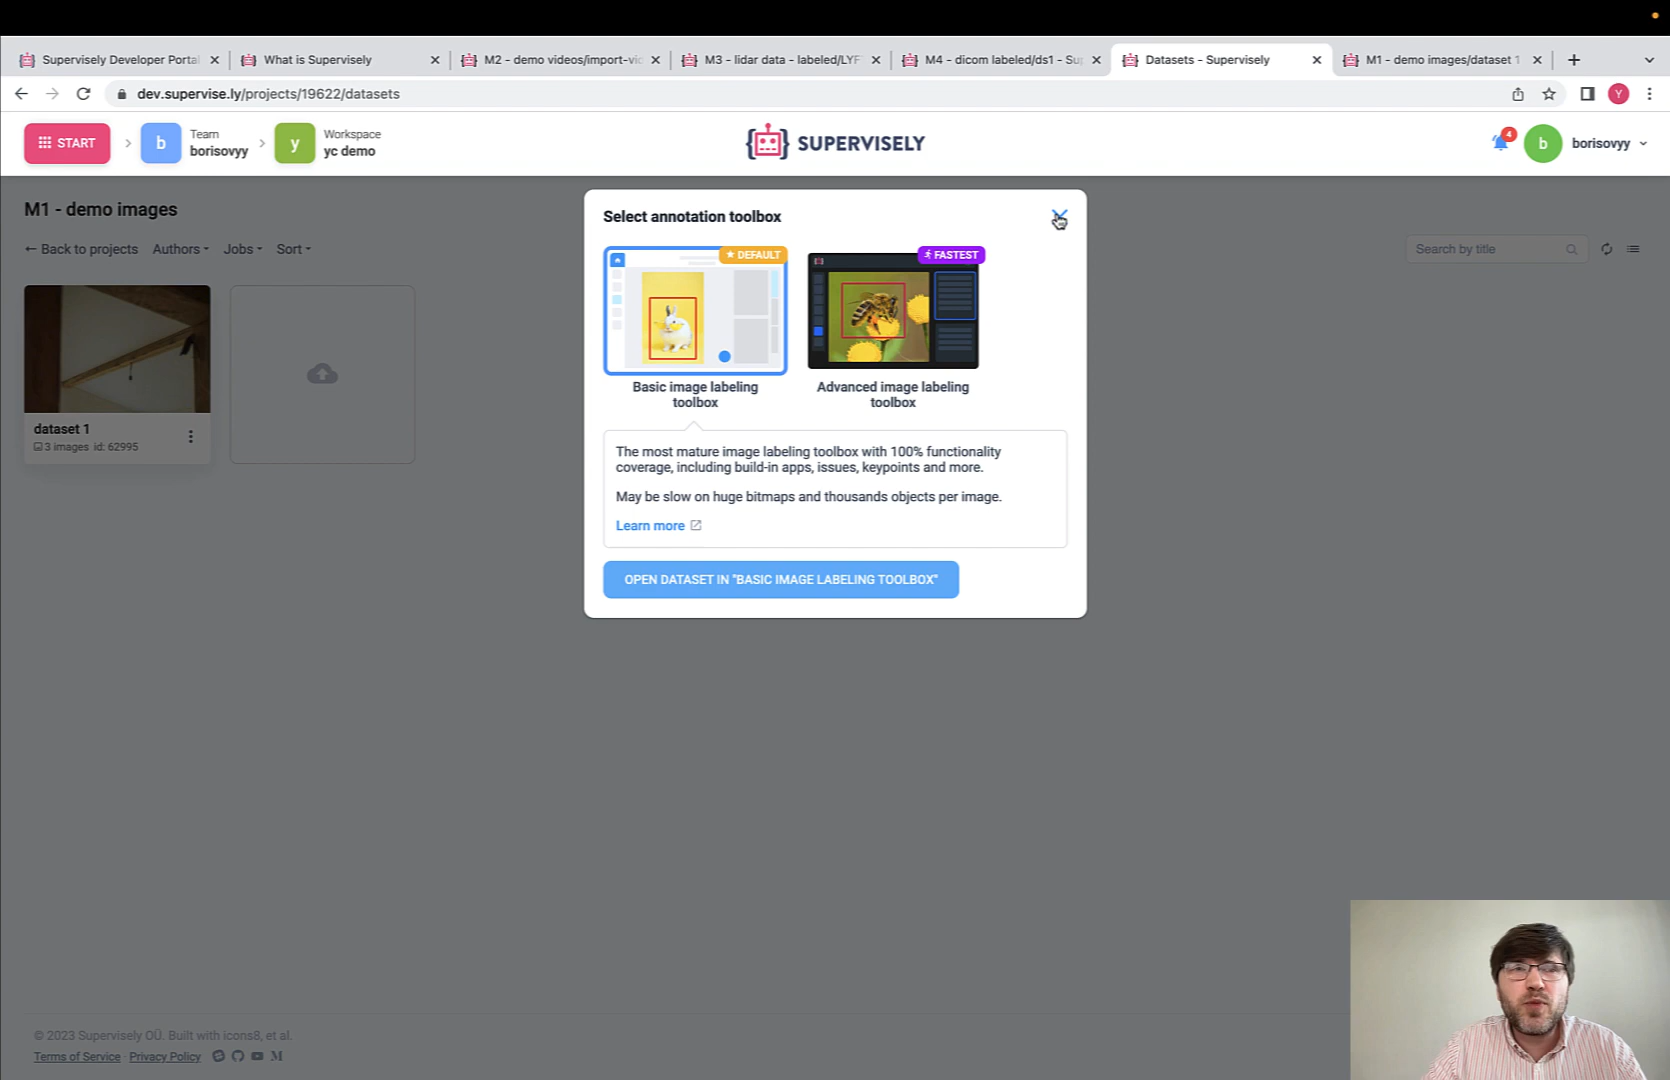 Supervisely Developer Portal
What is Supervisely
M2 - demo videos/import-vi
M3 - lidar data - labeled/LYF
M4 - dicom labeled/ds1 - Su
Datasets - Supervisely
M1 - demo images/dataset 1
dev.supervise.ly/projects/19622/datasets
Y
START
b
Team
borisovyy
y
Workspace
yc demo
SUPERVISELY
4
b
borisovyy
M1 - demo images
← Back to projects
Authors
Jobs
Sort
Search by title
dataset 1
3 images id: 62995
Select annotation toolbox
★ DEFAULT
FASTEST
Basic image labeling
toolbox
Advanced image labeling
toolbox
The most mature image labeling toolbox with 100% functionality
coverage, including build-in apps, issues, keypoints and more.
May be slow on huge bitmaps and thousands objects per image.
Learn more
OPEN DATASET IN "BASIC IMAGE LABELING TOOLBOX"
© 2023 Supervisely OÜ. Built with icons8, et al.
Terms of Service · Privacy Policy